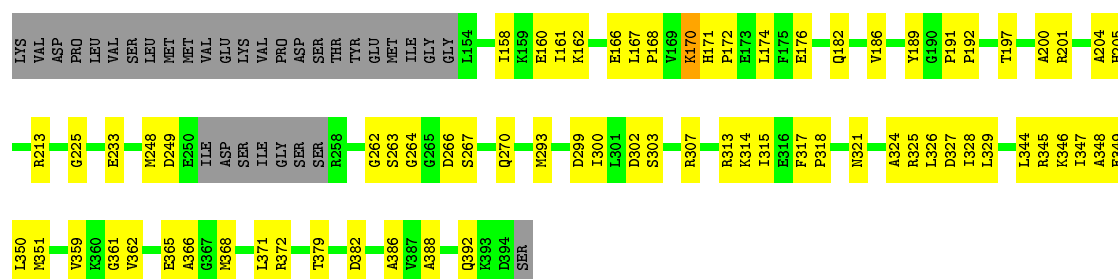 LYS VAL ASP PRO LEU VAL SER LEU MET MET VAL GLU LYS VAL PRO ASP SER THR TYR GLU MET ILE GLY GLY L154 I158 K159 E160 I161 K162 E166 L167 P168 V169 K170 H171 P172 E173 L174 F175 E176 Q182 V186 Y189 G190 P191 P192 T197 A200 R201 A204
R213 G225 E233 M248 D249 E250 ILE ASP SER ILE GLY SER SER R258 G262 S263 G264 G265 D266 S267 Q270 M293 D299 I300 L301 D302 S303 R307 R313 K314 I315 E316 F317 P318 N321 A324 R325 L326 D327 I328 L329 L344 R345 K346 I347 A348
L350 M351 V359 K360 G361 V362 E365 A366 G367 M368 L371 R372 T379 D382 A386 V387 A388 Q392 K393 D394 SER